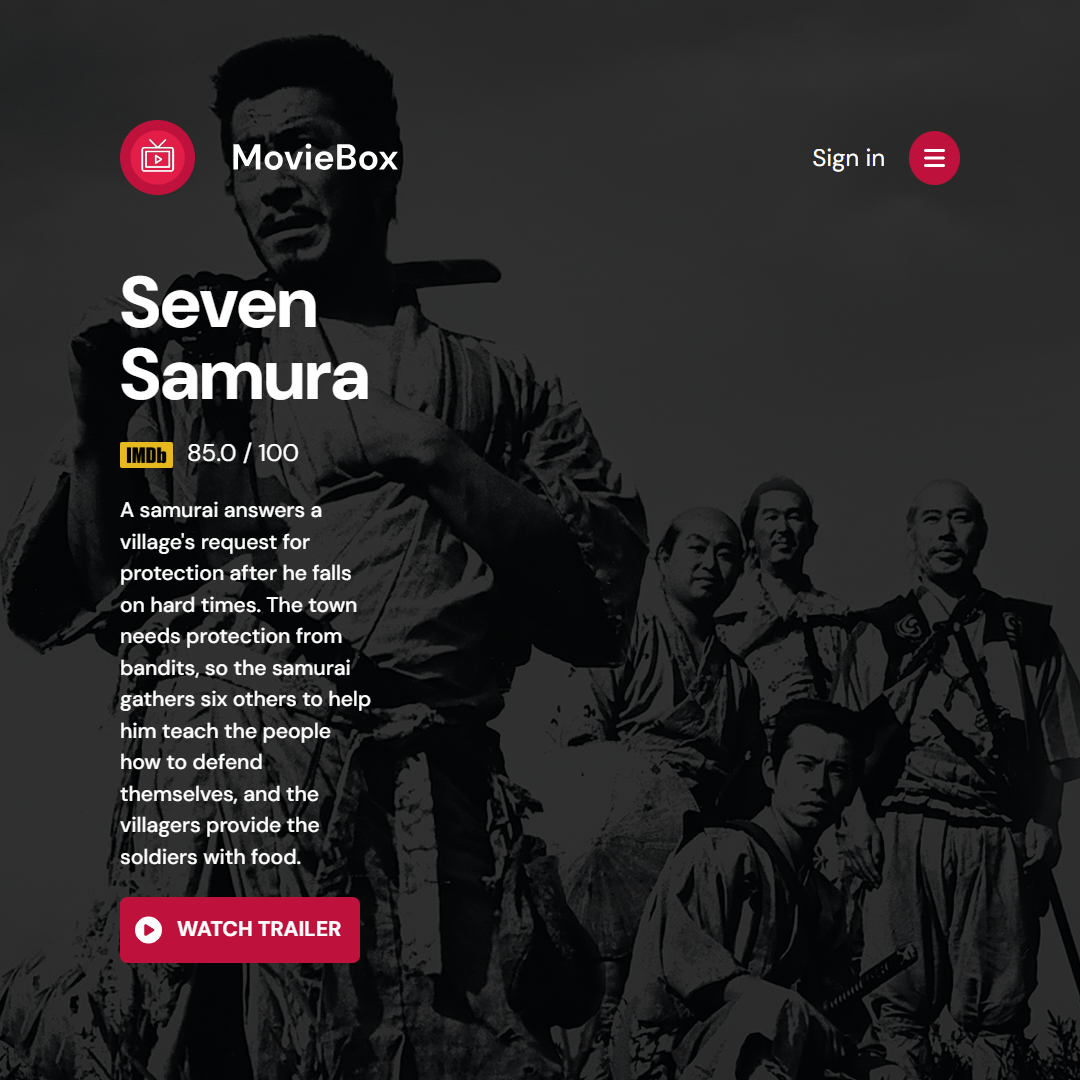 MovieBox
Sign in
Seven
Samura
IMDb 85.0 / 100
A samurai answers a
village's request for
protection after he falls
on hard times. The town
needs protection from
bandits, so the samurai
gathers six others to help
him teach the people
how to defend
themselves, and the
villagers provide the
soldiers with food.
WATCH TRAILER